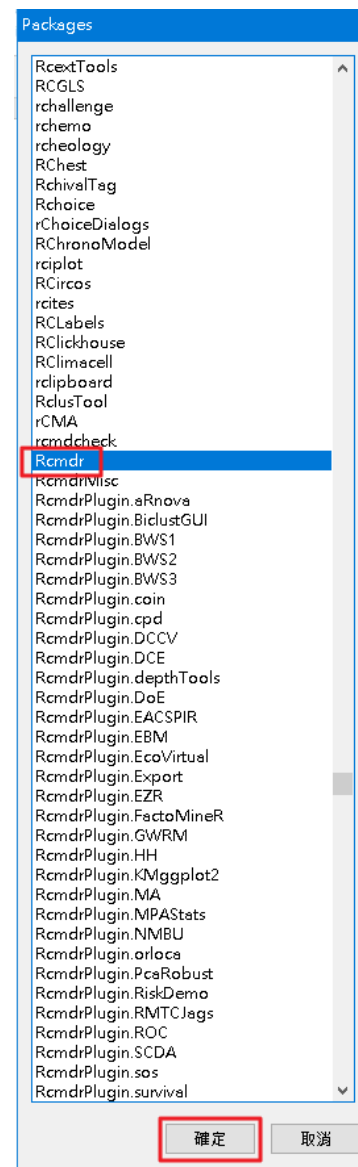 Packages
RcextTools
RCGLS
rchallenge
rchemo
rcheology
RChest
RchivalTag
Rchoice
rChoiceDialogs
RChronoModel
rciplot
RCircos
rcites
RCLabels
RClickhouse
RClimacell
rclipboard
RclusTool
rCMA
rcmdcheck
Rcmdr
RcmdrMisc
RcmdrPlugin.aRnova
RcmdrPlugin.BiclustGUI
RcmdrPlugin.BWS1
RcmdrPlugin.BWS2
RcmdrPlugin.BWS3
RcmdrPlugin.coin
RcmdrPlugin.cpd
RcmdrPlugin.DCCV
RcmdrPlugin.DCE
RcmdrPlugin.depthTools
RcmdrPlugin.DoE
RcmdrPlugin.EACSPIR
RcmdrPlugin.EBM
RcmdrPlugin.EcoVirtual
RcmdrPlugin.Export
RcmdrPlugin.EZR
RcmdrPlugin.FactoMineR
RcmdrPlugin.GWRM
RcmdrPlugin.HH
RcmdrPlugin.KMggplot2
RcmdrPlugin.MA
RcmdrPlugin.MPAStats
RcmdrPlugin.NMBU
RcmdrPlugin.orloca
RcmdrPlugin.PcaRobust
RcmdrPlugin.RiskDemo
RcmdrPlugin.RMTCJags
RcmdrPlugin.ROC
RcmdrPlugin.SCDA
RcmdrPlugin.sos
RcmdrPlugin.survival
確定 取消